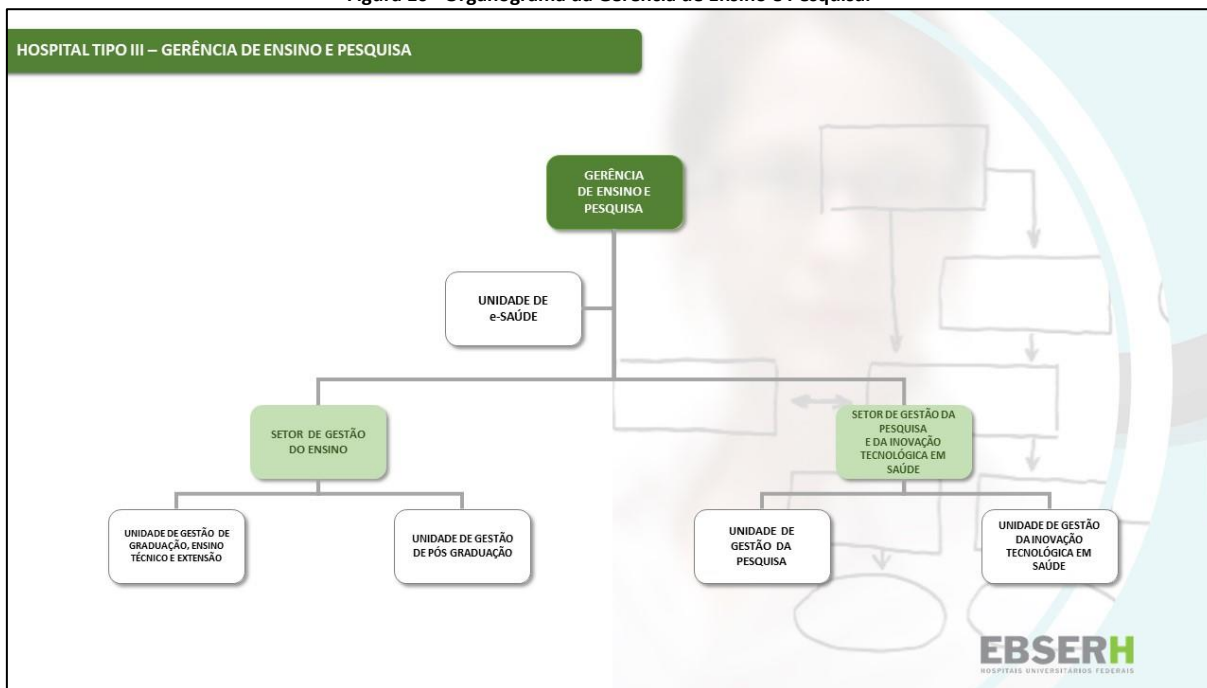 HOSPITAL TIPO III – GERÊNCIA DE ENSINO E PESQUISA
GERÊNCIA
DE ENSINO E
PESQUISA
UNIDADE DE
e-SAÚDE
SETOR DE GESTÃO
DO ENSINO
SETOR DE GESTÃO DA
PESQUISA
E DA INOVAÇÃO
TECNOLÓGICA EM
SAÚDE
UNIDADE DE GESTÃO DE
GRADUAÇÃO, ENSINO
TÉCNICO E EXTENSÃO
UNIDADE DE GESTÃO
DE PÓS GRADUAÇÃO
UNIDADE DE
GESTÃO DA
PESQUISA
UNIDADE DE GESTÃO
DA INOVAÇÃO
TECNOLÓGICA EM
SAÚDE
EBSERH
HOSPITAIS UNIVERSITÁRIOS FEDERAIS